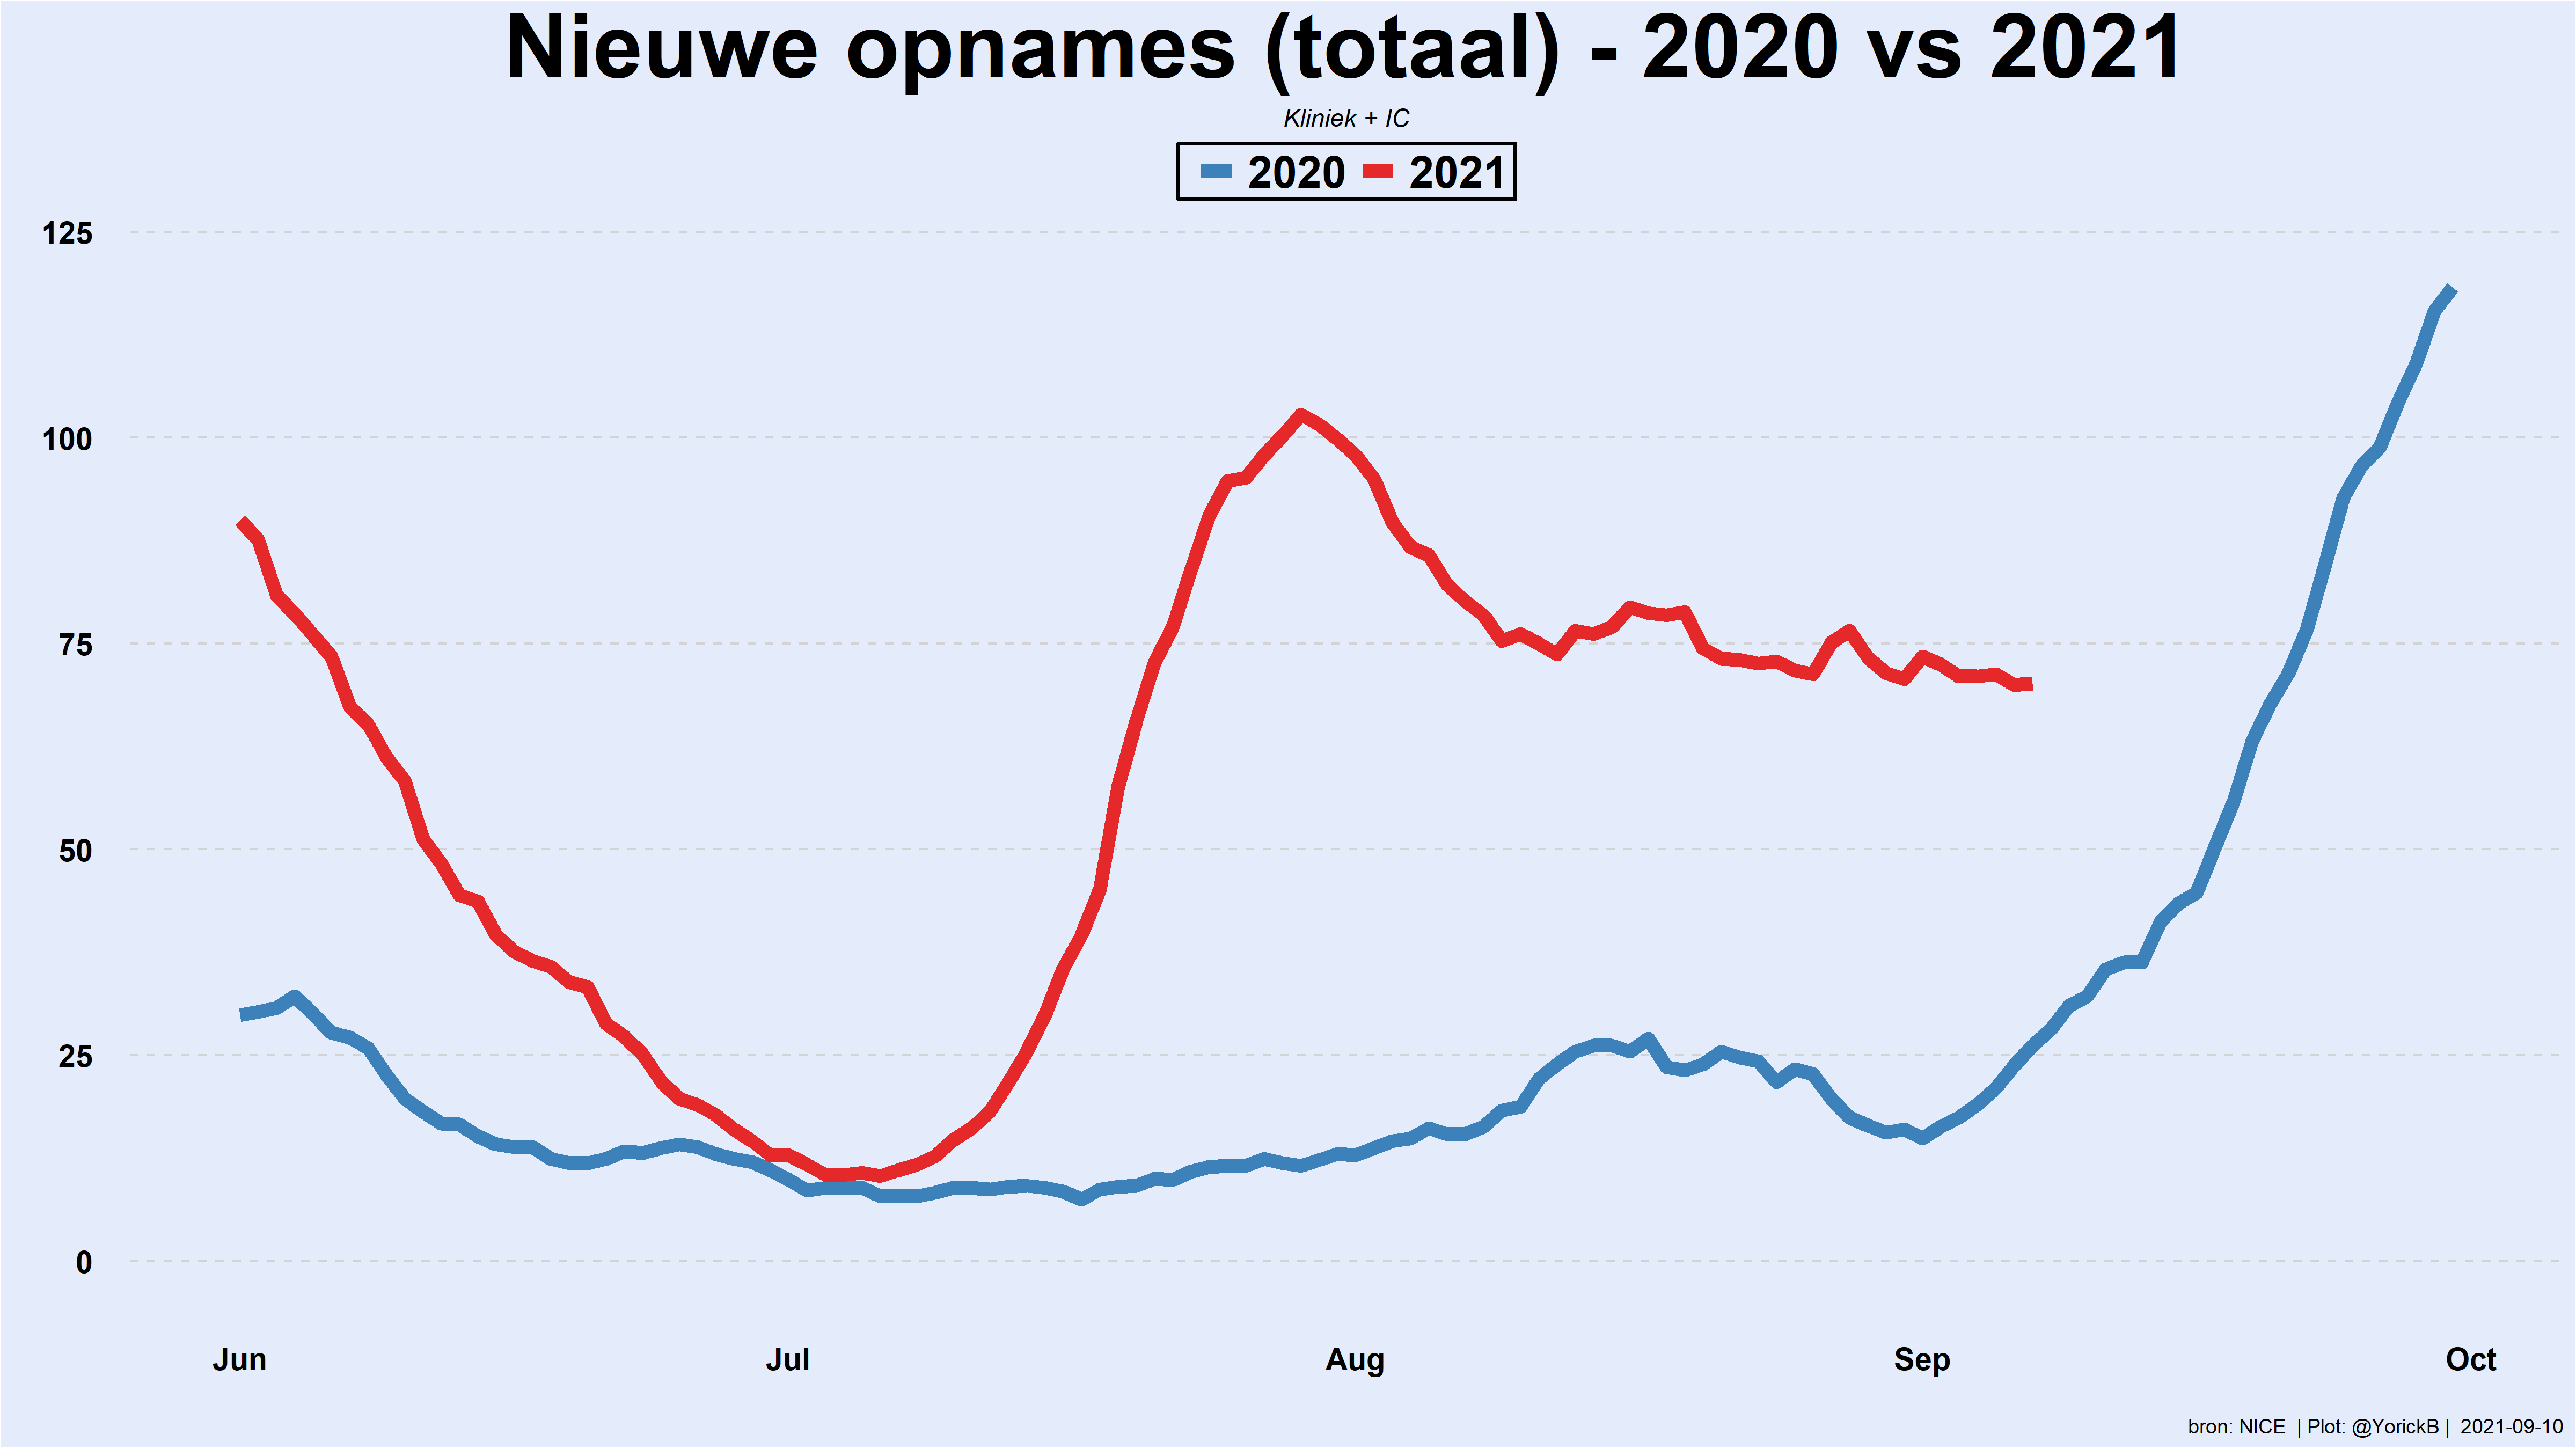 Nieuwe opnames (totaal) - 2020 vs 2021
Kliniek + IC
2020 2021
125
100
75
50
25
0
Jun Jul Aug Sep Oct
bron: NICE | Plot: @YorickB | 2021-09-10